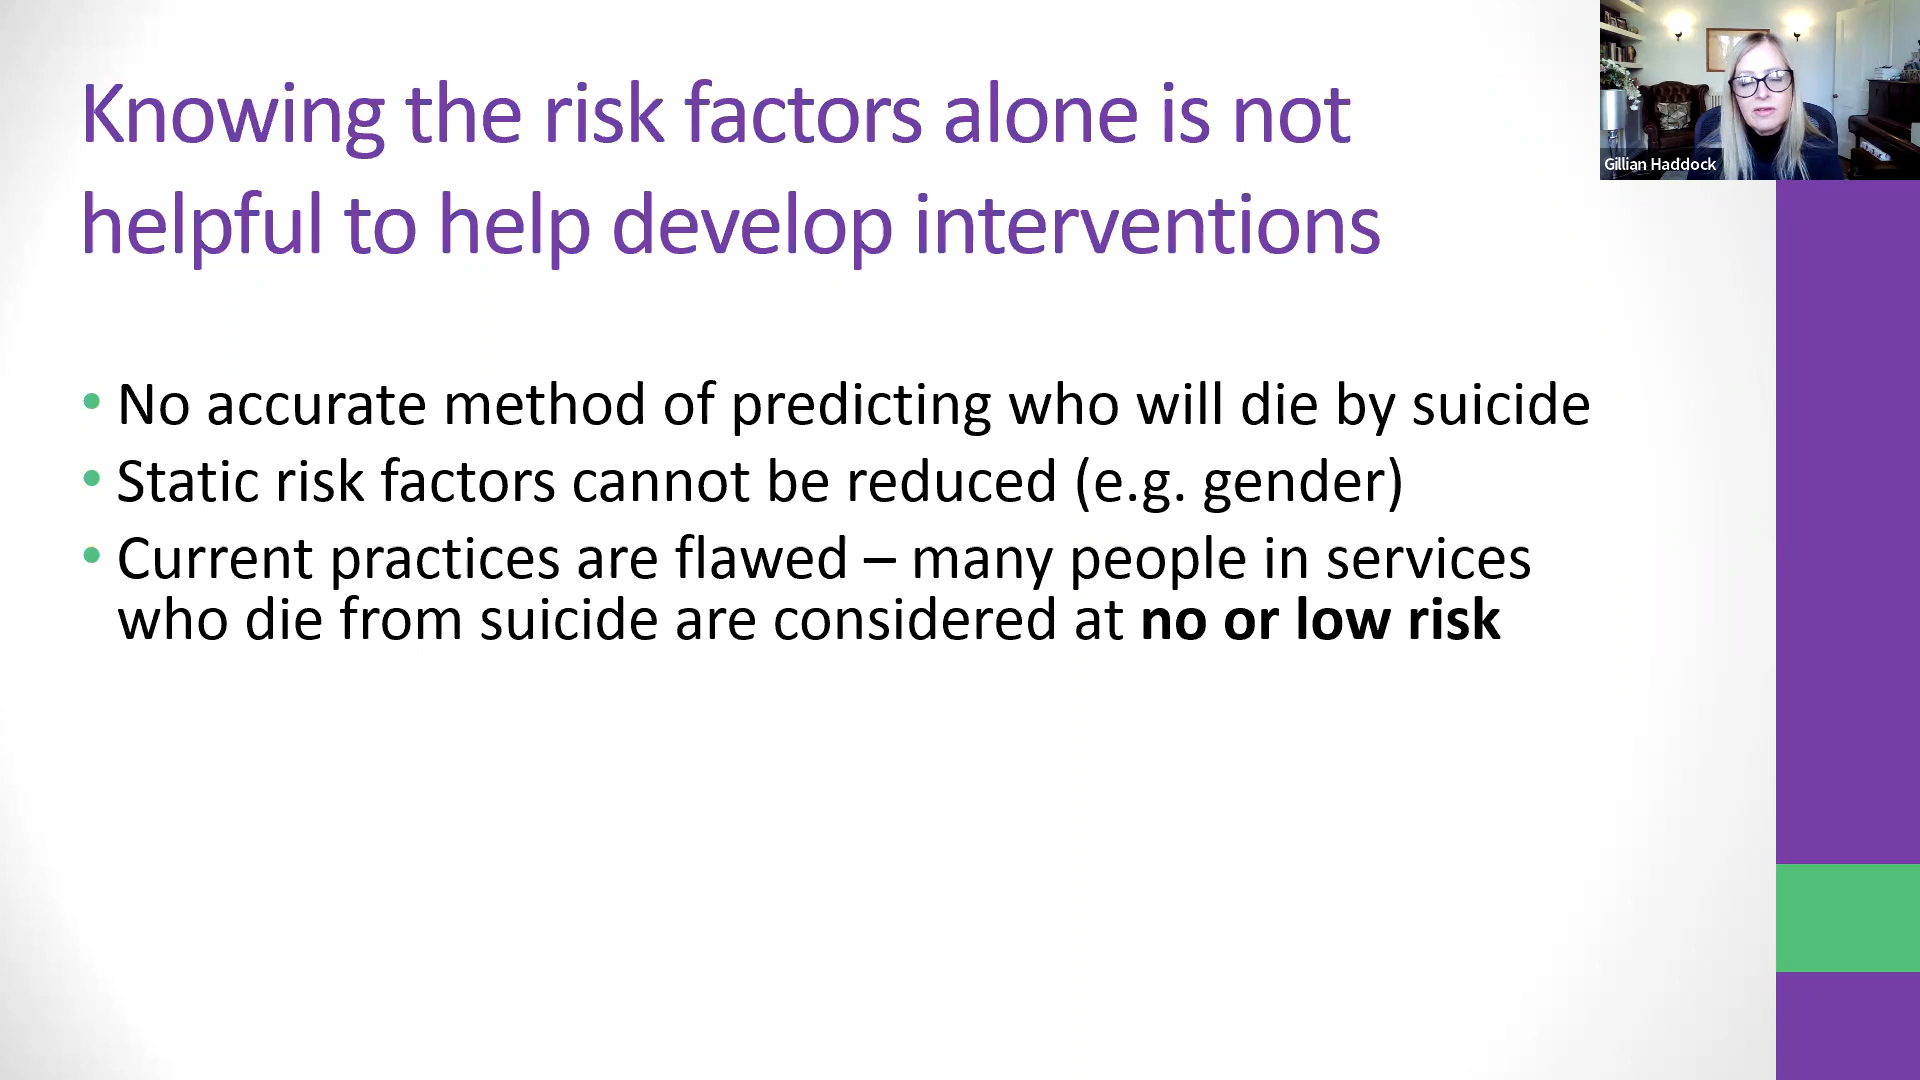 Knowing the risk factors alone is not
helpful to help develop interventions
Gillian Haddock
• No accurate method of predicting who will die by suicide
• Static risk factors cannot be reduced (e.g. gender)
• Current practices are flawed – many people in services
who die from suicide are considered at no or low risk